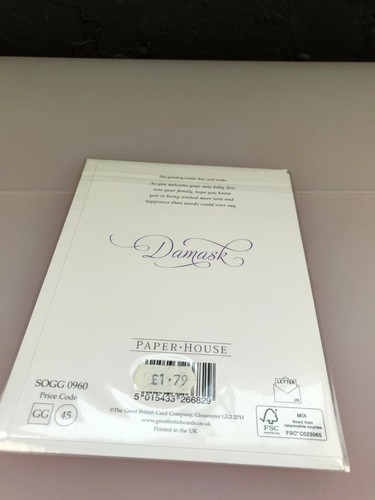 The greeting inside this card reads:
As you welcome your new baby Son
into your family, hope you know
you're being wished more love and
happiness than words could ever say
Damask
PAPER·HOUSE
£1·79
5 015433 266829
SOGG 0960
Price Code
GG 45
©The Great British Card Company, Gloucester GL2 2PH
www.greatbritishcards.co.uk
Printed in the UK
LETTER
FSC
MIX
Board from
responsible sources
FSC® C023065